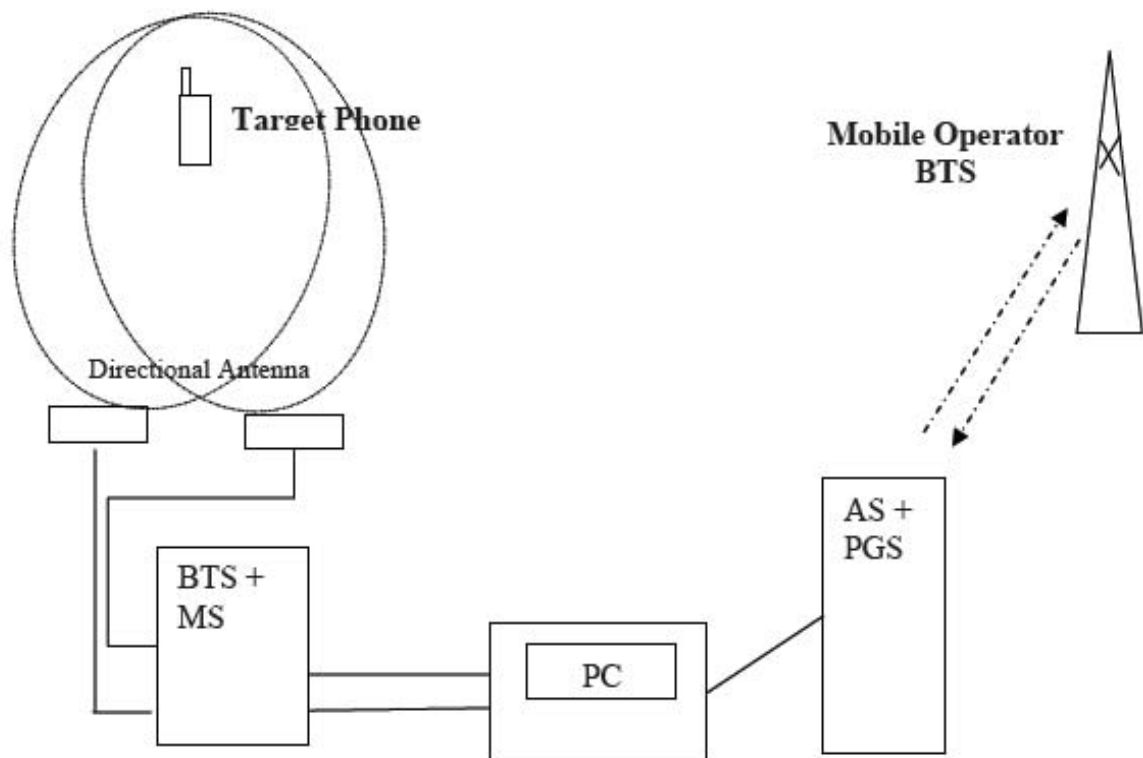 Target Phone
Mobile Operator
BTS
Directional Antenna
AS +
PGS
BTS +
MS
PC